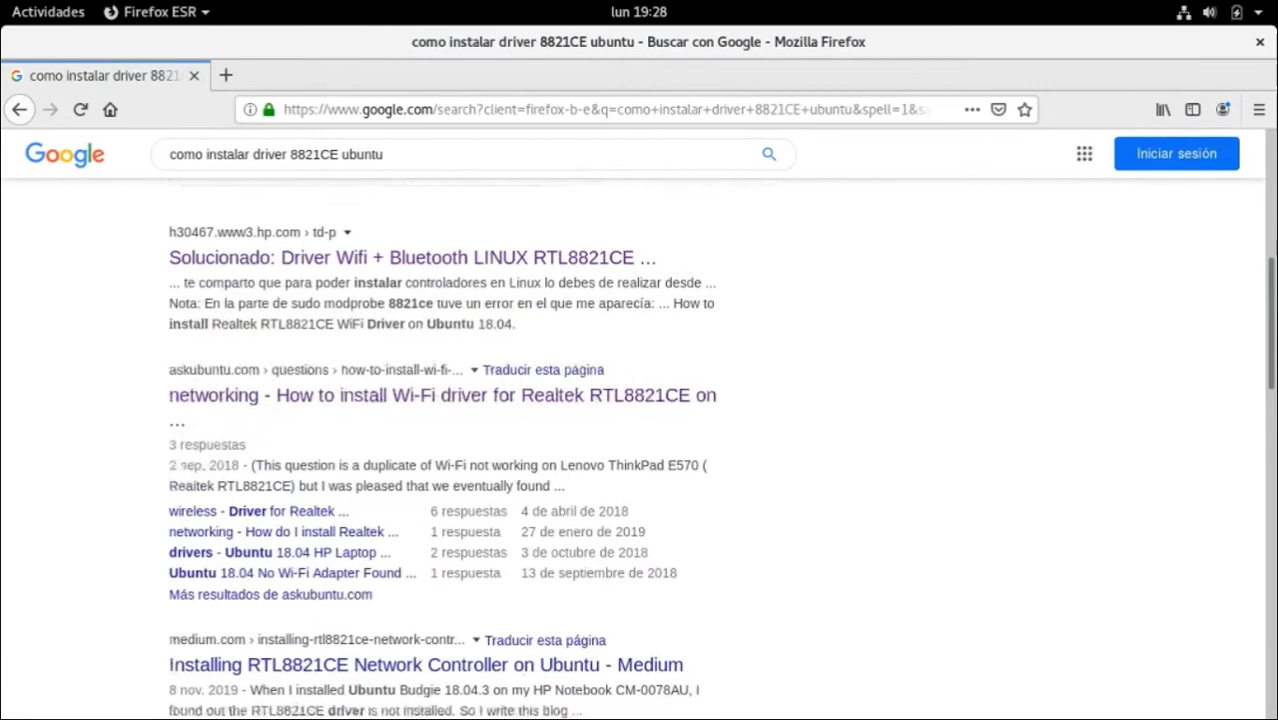 Actividades Firefox ESR lun 19:28
como instalar driver 8821CE ubuntu - Buscar con Google - Mozilla Firefox
como instalar driver 8821
https://www.google.com/search?client=firefox-b-e&q=como+instalar+driver+8821CE+ubuntu&spell=1&s
Google como instalar driver 8821CE ubuntu Iniciar sesión
h30467.www3.hp.com › td-p
Solucionado: Driver Wifi + Bluetooth LINUX RTL8821CE ...
... te comparto que para poder instalar controladores en Linux lo debes de realizar desde ...
Nota: En la parte de sudo modprobe 8821ce tuve un error en el que me aparecía: ... How to
install Realtek RTL8821CE WiFi Driver on Ubuntu 18.04.
askubuntu.com › questions › how-to-install-wi-fi-... Traducir esta página
networking - How to install Wi-Fi driver for Realtek RTL8821CE on
...
3 respuestas
2 sep. 2018 - (This question is a duplicate of Wi-Fi not working on Lenovo ThinkPad E570 (
Realtek RTL8821CE) but I was pleased that we eventually found ...
wireless - Driver for Realtek ... 6 respuestas 4 de abril de 2018
networking - How do I install Realtek ... 1 respuesta 27 de enero de 2019
drivers - Ubuntu 18.04 HP Laptop ... 2 respuestas 3 de octubre de 2018
Ubuntu 18.04 No Wi-Fi Adapter Found ... 1 respuesta 13 de septiembre de 2018
Más resultados de askubuntu.com
medium.com › installing-rtl8821ce-network-contr... Traducir esta página
Installing RTL8821CE Network Controller on Ubuntu - Medium
8 nov. 2019 - When I installed Ubuntu Budgie 18.04.3 on my HP Notebook CM-0078AU, I
found out the RTL8821CE driver is not installed. So I write this blog ...